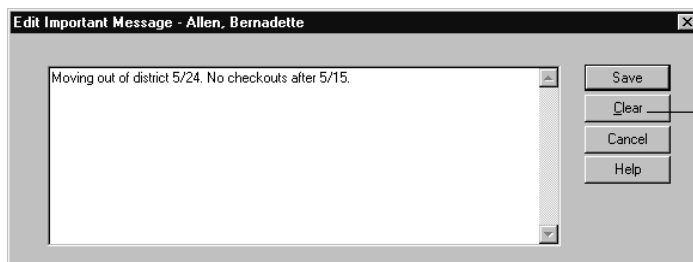 Edit Important Message - Allen, Bernadette
Moving out of district 5/24. No checkouts after 5/15.
Save
Clear
Cancel
Help